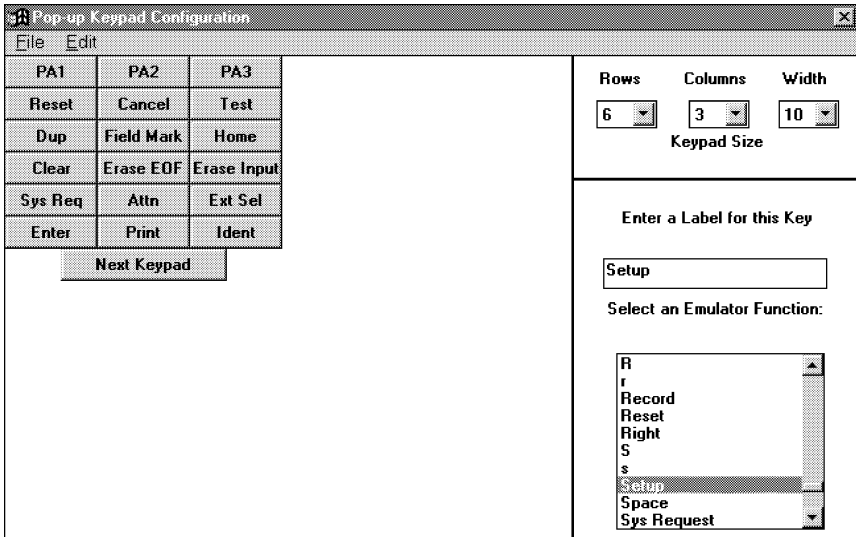 Pop-up Keypad Configuration
File Edit
PA1 PA2 PA3
Reset Cancel Test
Dup Field Mark Home
Clear Erase EOF Erase Input
Sys Req Attn Ext Sel
Enter Print Ident
Next Keypad
Rows Columns Width
6 3 10
Keypad Size
Enter a Label for this Key
Setup
Select an Emulator Function:
R
r
Record
Reset
Right
S
s
Setup
Space
Sys Request